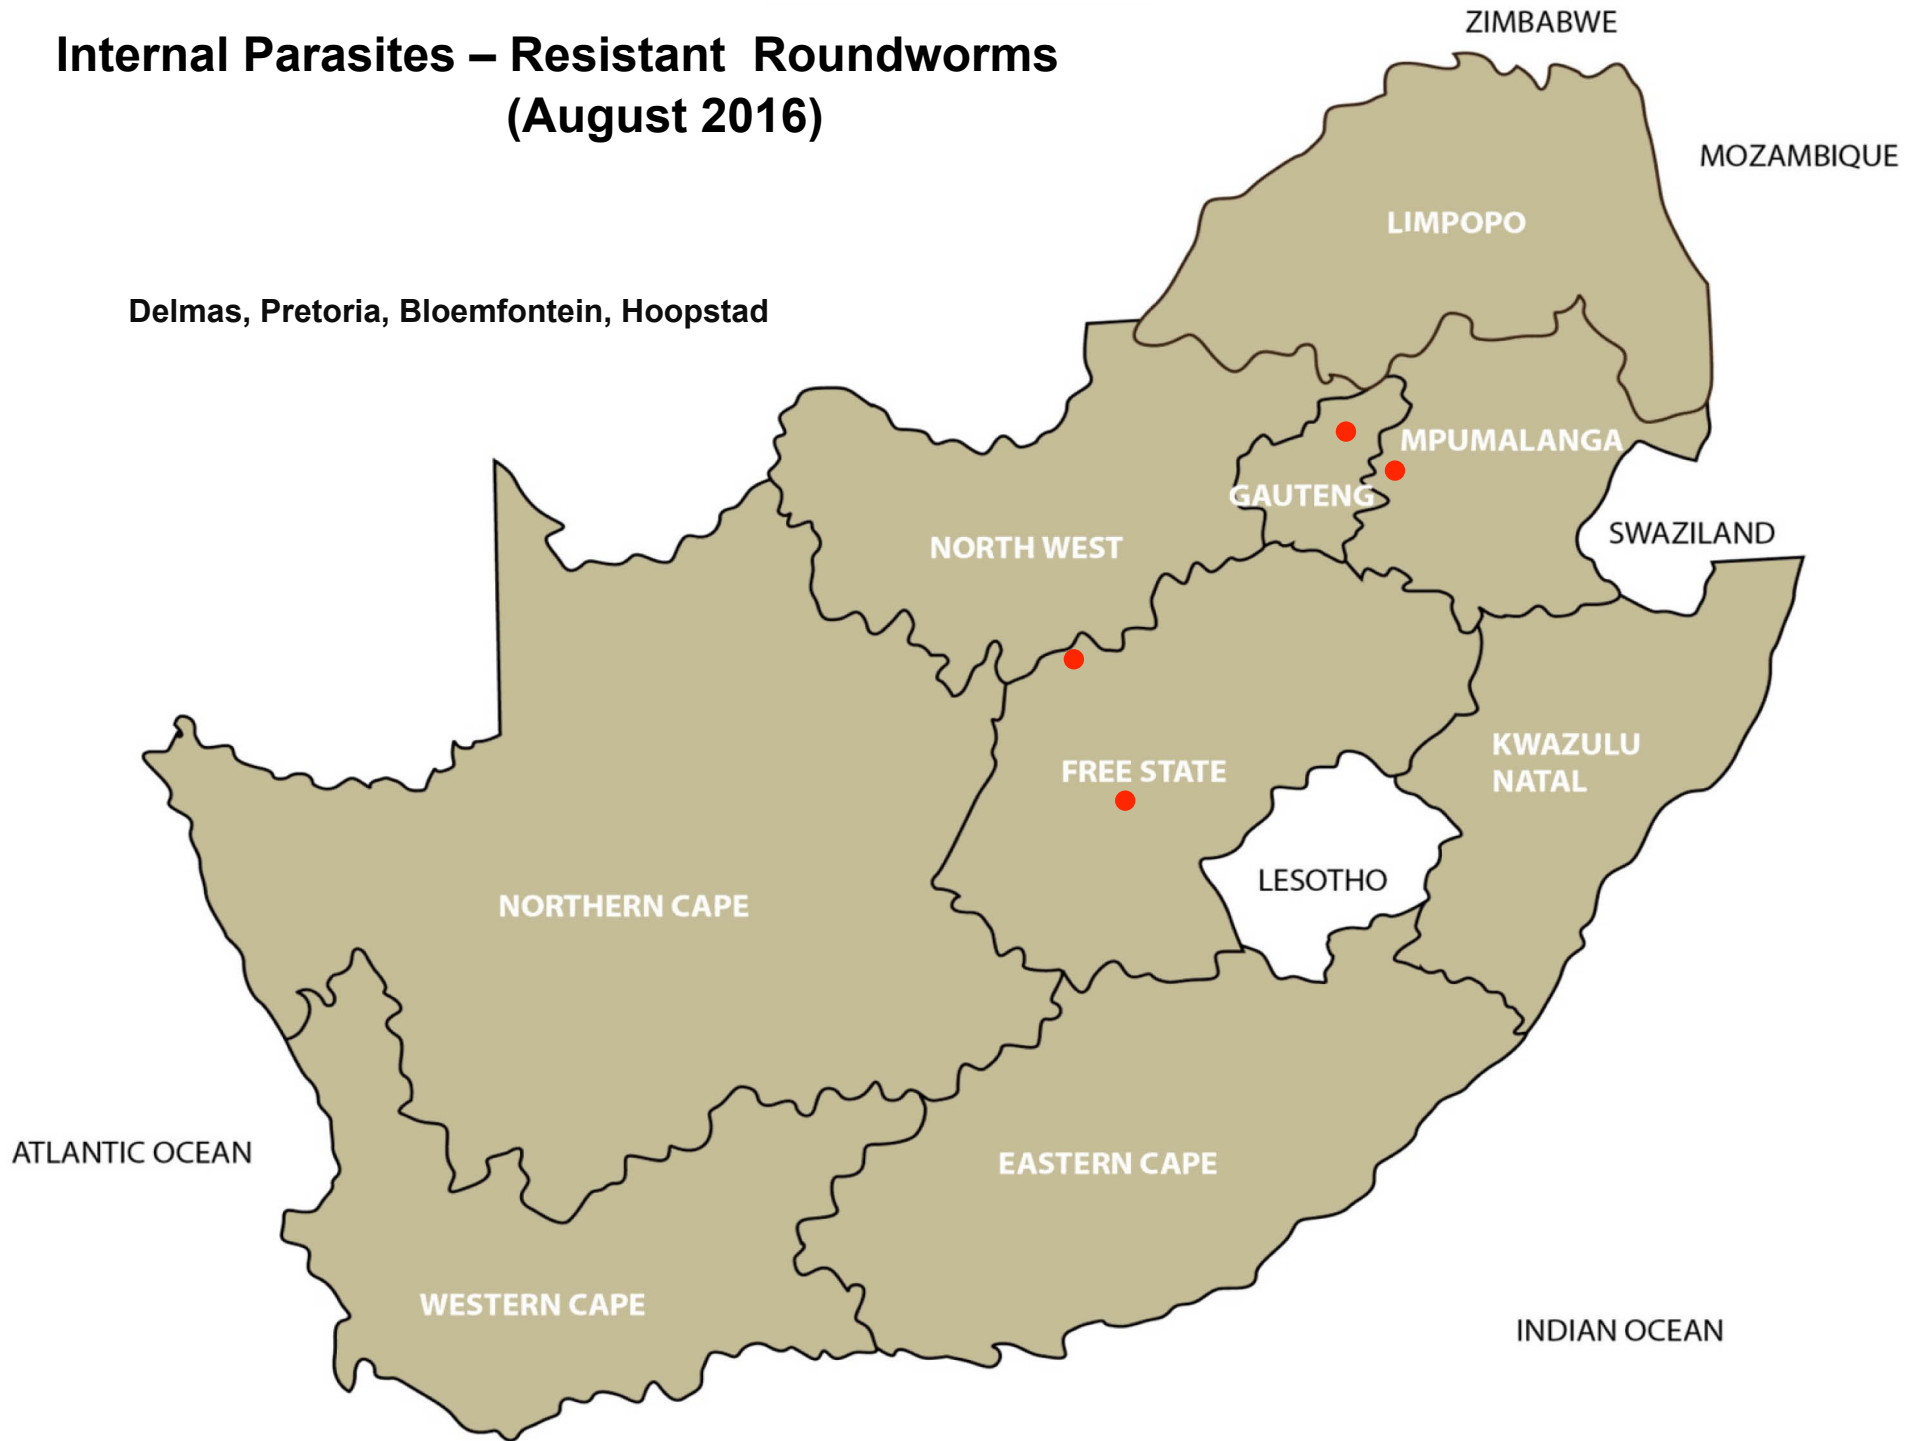 Internal Parasites – Resistant Roundworms
(August 2016)
Delmas, Pretoria, Bloemfontein, Hoopstad
ZIMBABWE
MOZAMBIQUE
LIMPOPO
MPUMALANGA
GAUTENG
SWAZILAND
NORTH WEST
KWAZULU
NATAL
FREE STATE
LESOTHO
NORTHERN CAPE
ATLANTIC OCEAN
EASTERN CAPE
WESTERN CAPE
INDIAN OCEAN